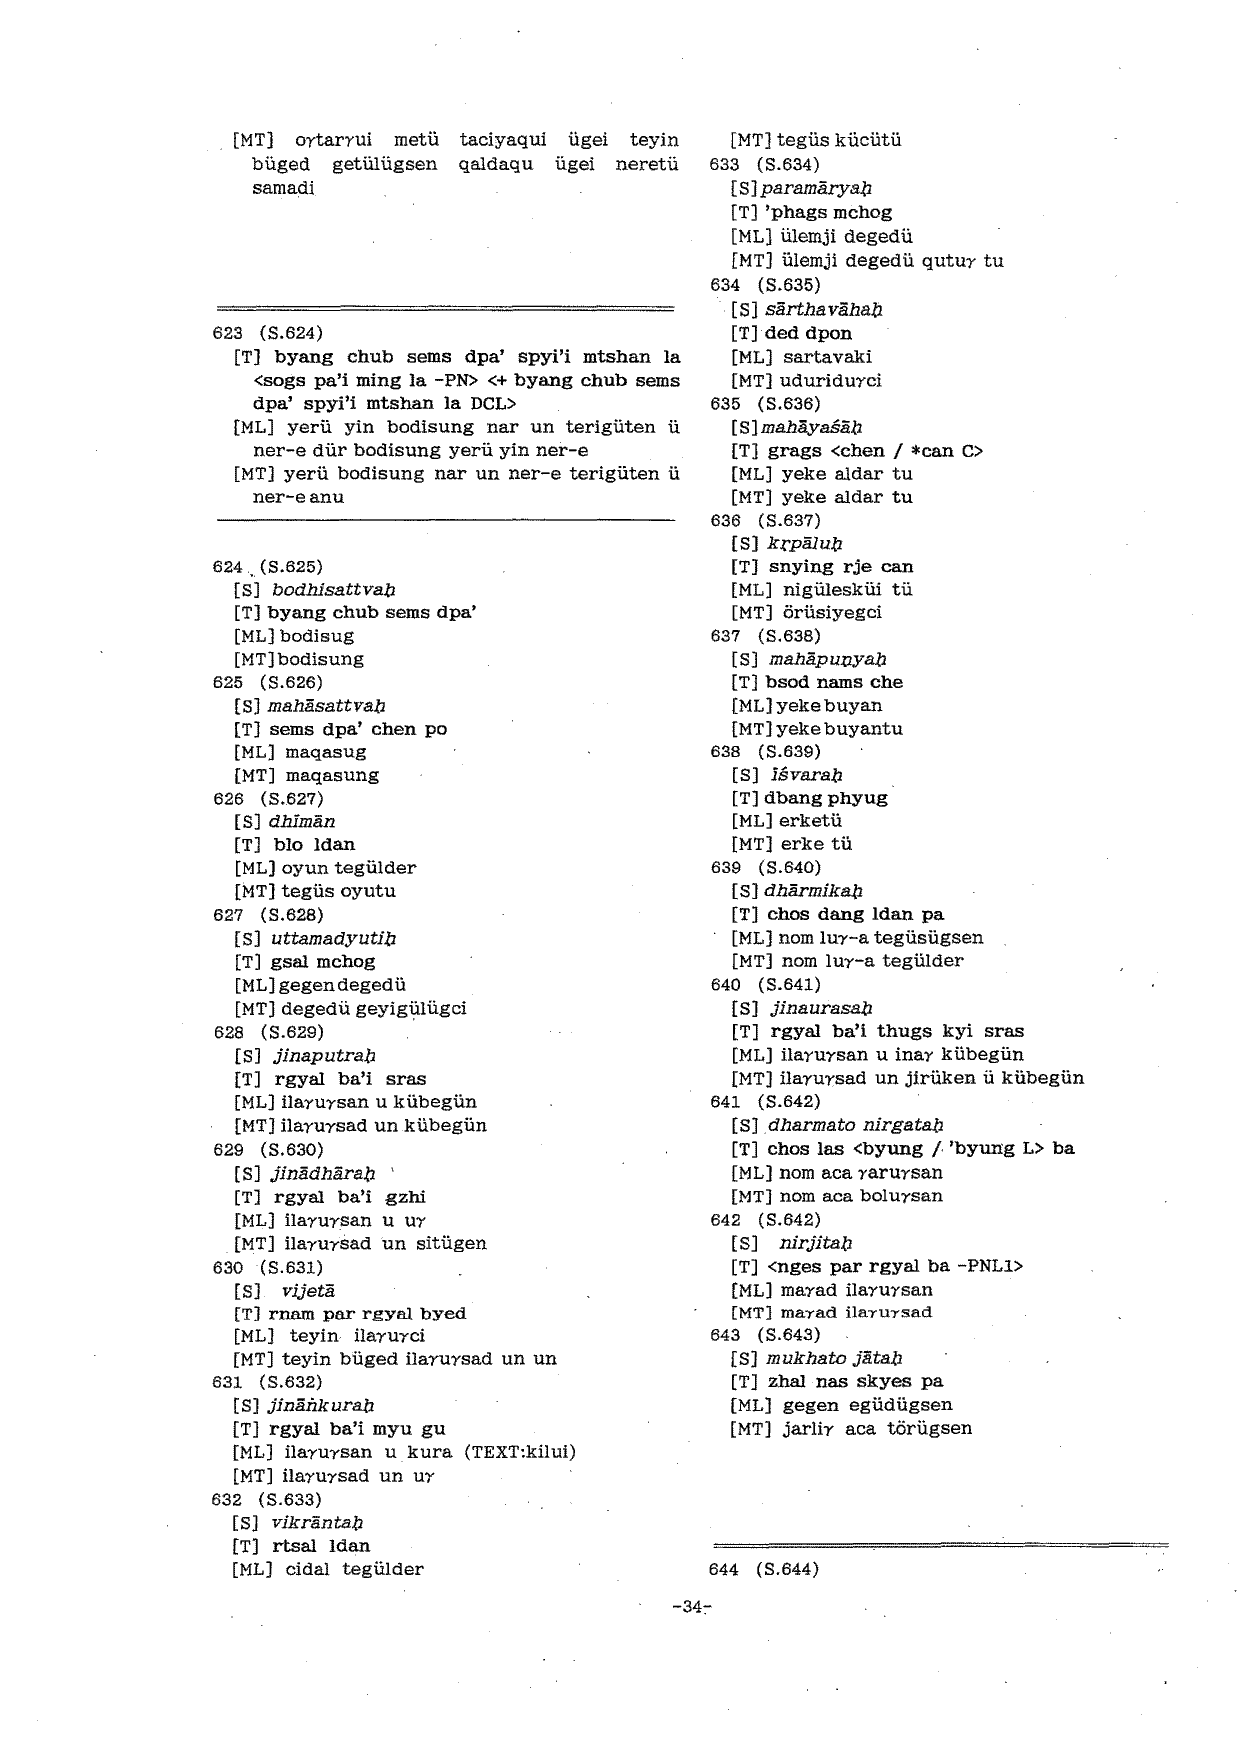 [MT] oγtarγui metü taciyaqui ügei teyin
büged getülügsen qaldaqu ügei neretü
samadi
623 (S.624)
[T] byang chub sems dpa' spyi'i mtshan la
<sogs pa'i ming la -PN> <+ byang chub sems
dpa' spyi'i mtshan la DCL>
[ML] yerü yin bodisung nar un terigüten ü
ner-e dür bodisung yerü yin ner-e
[MT] yerü bodisung nar un ner-e terigüten ü
ner-e anu
624 (S.625)
[S] bodhisattvaḥ
[T] byang chub sems dpa'
[ML] bodisug
[MT] bodisung
625 (S.626)
[S] mahāsattvaḥ
[T] sems dpa' chen po
[ML] maqasug
[MT] maqasung
626 (S.627)
[S] dhīmān
[T] blo ldan
[ML] oyun tegülder
[MT] tegüs oyutu
627 (S.628)
[S] uttamadyutiḥ
[T] gsal mchog
[ML] gegen degedü
[MT] degedü geyigülügci
628 (S.629)
[S] jinaputraḥ
[T] rgyal ba'i sras
[ML] ilaγuγsan u kübegün
[MT] ilaγuγsad un kübegün
629 (S.630)
[S] jinādhāraḥ
[T] rgyal ba'i gzhi
[ML] ilaγuγsan u uγ
[MT] ilaγuγsad un sitügen
630 (S.631)
[S] vijetā
[T] rnam par rgyal byed
[ML] teyin ilaγuγci
[MT] teyin büged ilaγuγsad un un
631 (S.632)
[S] jināṅkuraḥ
[T] rgyal ba'i myu gu
[ML] ilaγuγsan u kura (TEXT:kilui)
[MT] ilaγuγsad un uγ
632 (S.633)
[S] vikrāntaḥ
[T] rtsal ldan
[ML] cidal tegülder
[MT] tegüs kücütü
633 (S.634)
[S] paramāryaḥ
[T] 'phags mchog
[ML] ülemji degedü
[MT] ülemji degedü qutuγ tu
634 (S.635)
[S] sārthavāhaḥ
[T] ded dpon
[ML] sartavaki
[MT] uduriduγci
635 (S.636)
[S] mahāyaśāḥ
[T] grags <chen / *can C>
[ML] yeke aldar tu
[MT] yeke aldar tu
636 (S.637)
[S] kṛpāluḥ
[T] snying rje can
[ML] nigüleskül tü
[MT] örüsiyegci
637 (S.638)
[S] mahāpuṇyaḥ
[T] bsod nams che
[ML] yeke buyan
[MT] yeke buyantu
638 (S.639)
[S] īśvaraḥ
[T] dbang phyug
[ML] erketü
[MT] erke tü
639 (S.640)
[S] dhārmikaḥ
[T] chos dang ldan pa
[ML] nom luγ-a tegüsügsen
[MT] nom luγ-a tegülder
640 (S.641)
[S] jinaurasaḥ
[T] rgyal ba'i thugs kyi sras
[ML] ilaγuγsan u inaγ kübegün
[MT] ilaγuγsad un jirüken ü kübegün
641 (S.642)
[S] dharmato nirgataḥ
[T] chos las <byung / 'byung L> ba
[ML] nom aca γaruγsan
[MT] nom aca boluγsan
642 (S.642)
[S] nirjitaḥ
[T] <nges par rgyal ba -PNL1>
[ML] maγad ilaγuγsan
[MT] maγad ilaγuγsad
643 (S.643)
[S] mukhato jātaḥ
[T] zhal nas skyes pa
[ML] gegen egüdügsen
[MT] jarliγ aca törügsen
644 (S.644)
-34-